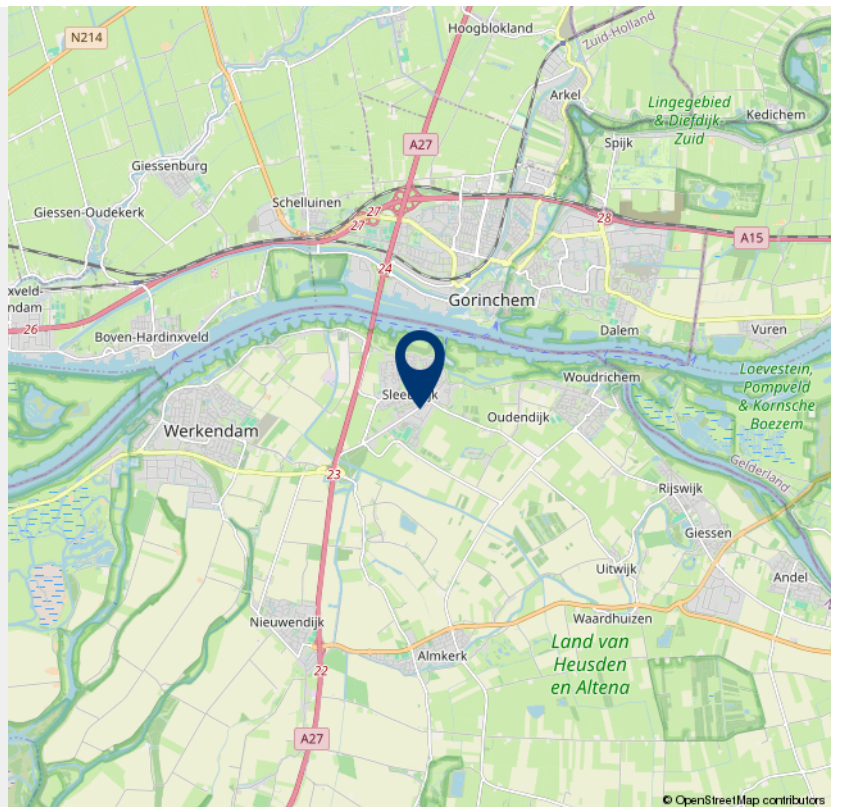 Hoogblokland
N214
Zuid-Holland
Arkel
Lingegebied
& Diefdijk-
Zuid
Kedichem
A27
Spijk
Giessenburg
Schelluinen
Giessen-Oudekerk
27
27
28
A15
24
Gorinchem
xveld-
ndam
26
Boven-Hardinxveld
Dalem
Vuren
Loevestein,
Pompveld
& Kornsche
Boezem
Woudrichem
Oudendijk
Werkendam
23
Gelderland
Rijswijk
Giessen
Uitwijk
Andel
Nieuwendijk
Waardhuizen
Almkerk
Land van
Heusden
en Altena
22
A27
© OpenStreetMap contributors